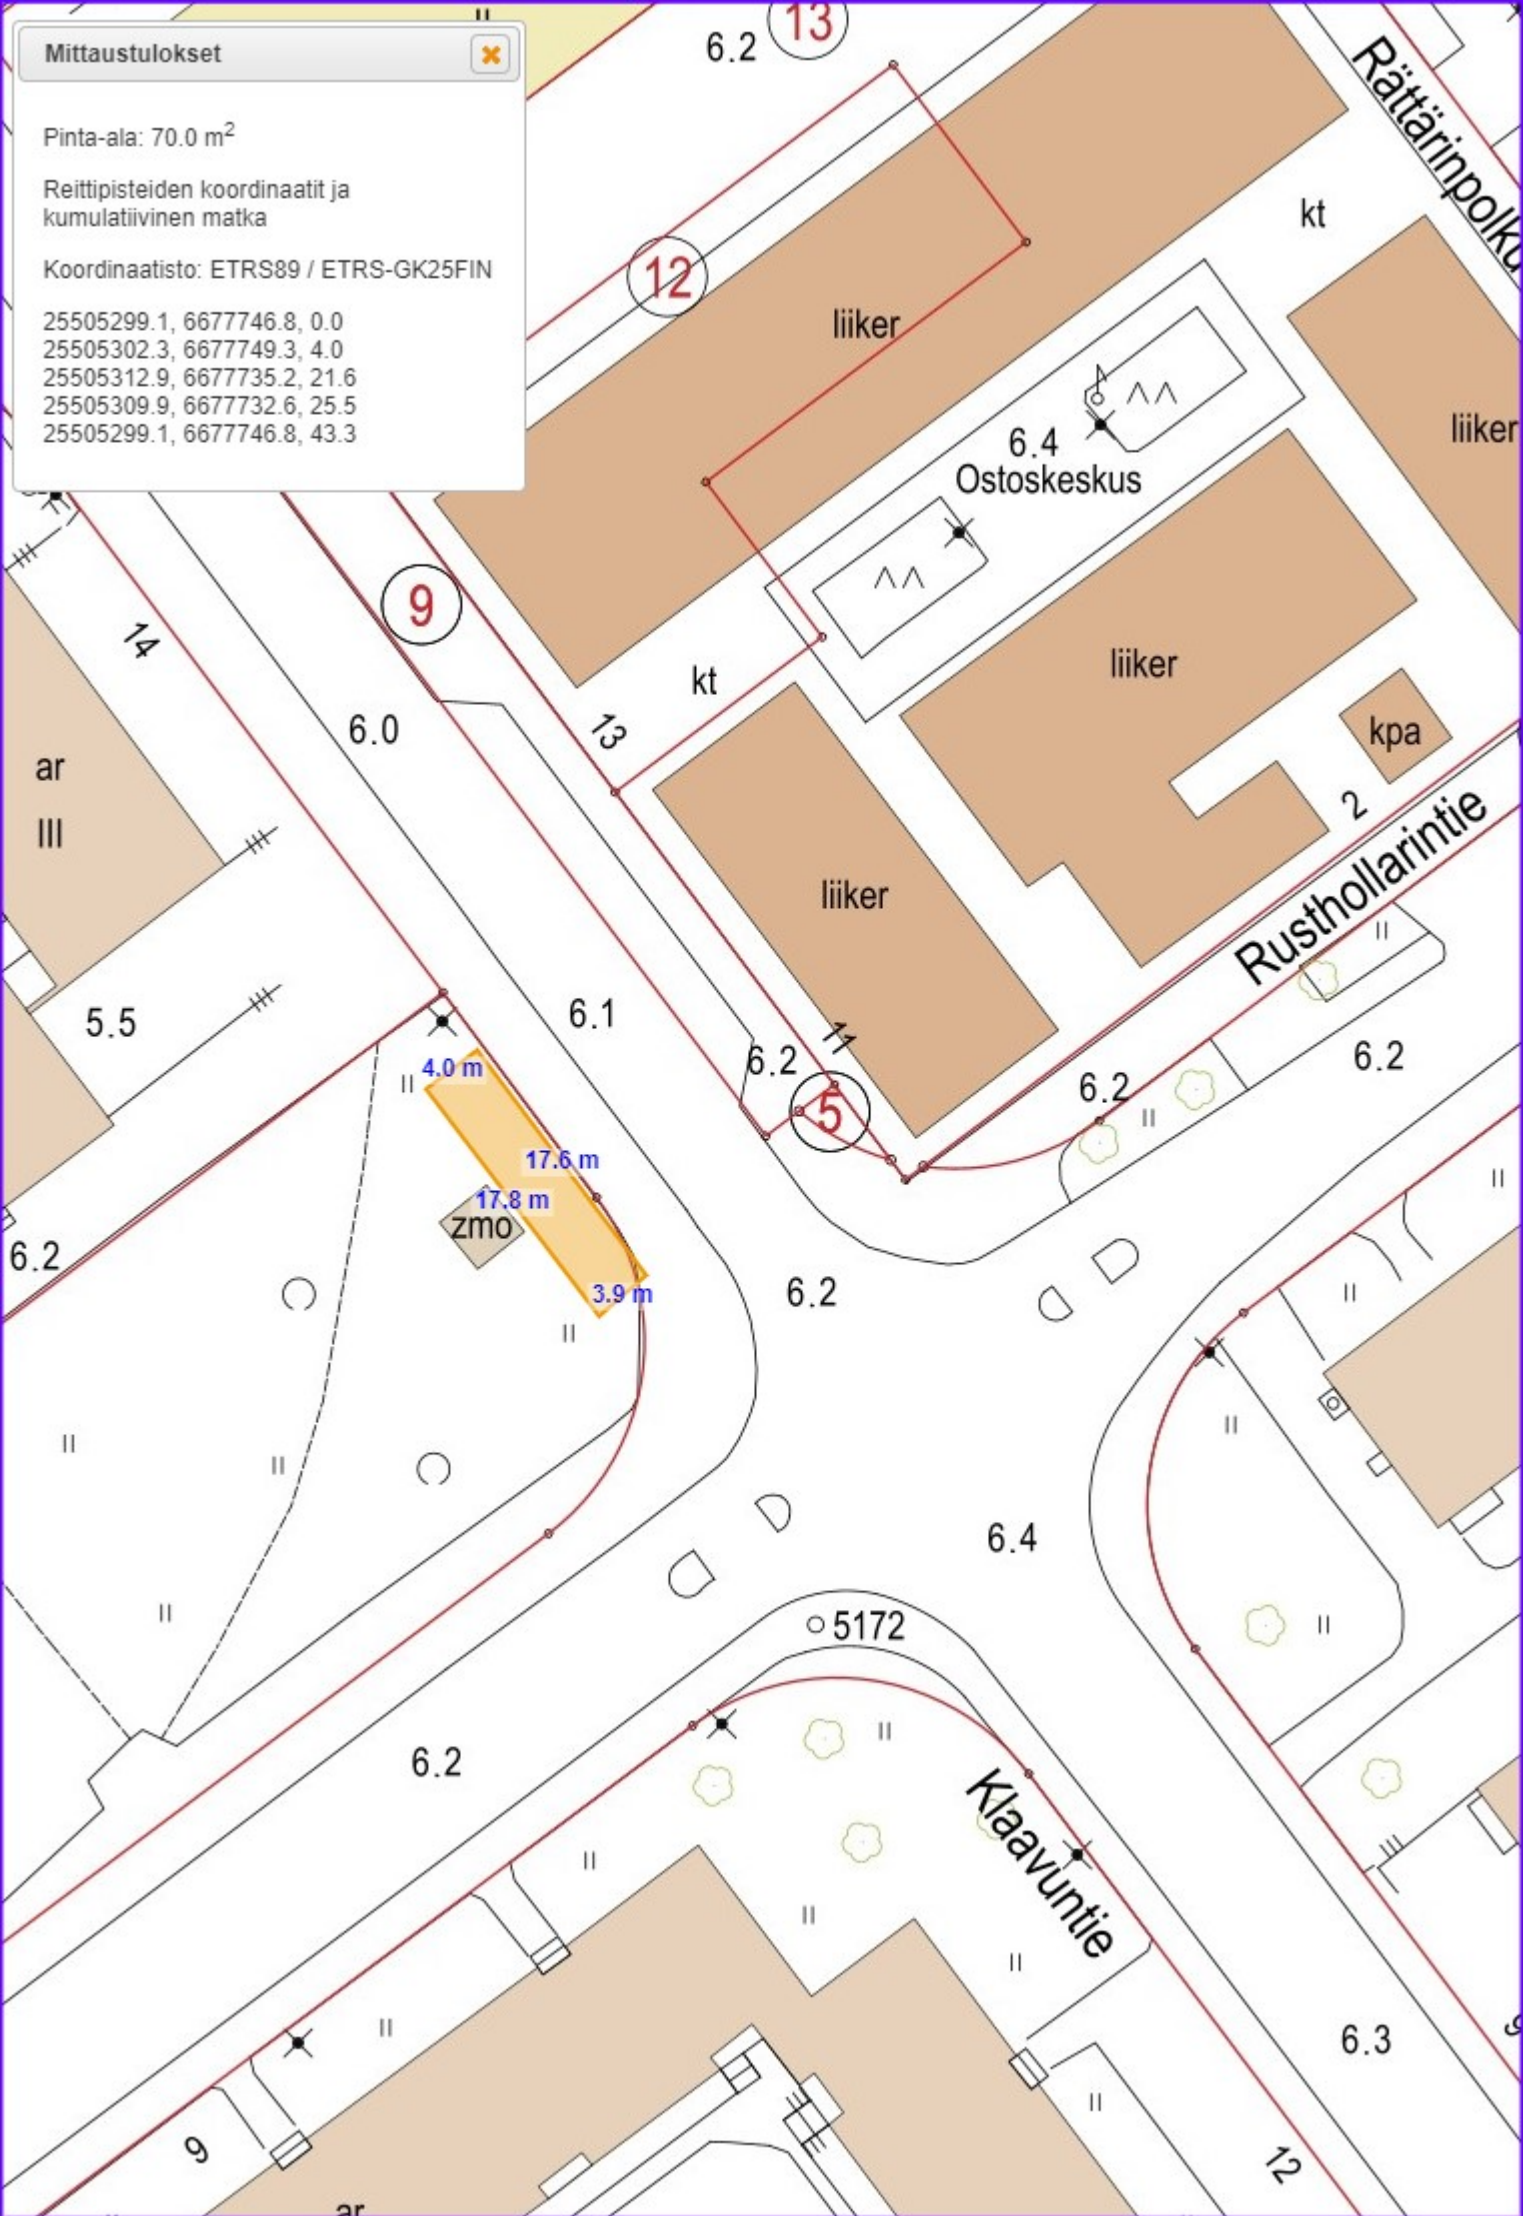 Mittaustulokset
Pinta-ala: 70.0 m²
Reittipisteiden koordinaatit ja
kumulatiivinen matka
Koordinaatisto: ETRS89 / ETRS-GK25FIN
25505299.1, 6677746.8, 0.0
25505302.3, 6677749.3, 4.0
25505312.9, 6677735.2, 21.6
25505309.9, 6677732.6, 25.5
25505299.1, 6677746.8, 43.3
13
6.2
Rättärinpolku
kt
12
liiker
liiker
6.4
Ostoskeskus
9
14
kt
liiker
13
6.0
kpa
ar
III
2
liiker
Rusthollarintie
5.5
6.1
11
6.2
6.2
6.2
5
4.0 m
17.6 m
17.8 m
zmo
6.2
3.9 m
6.2
6.4
5172
6.2
Klaavuntie
6.3
9
9
12
ar